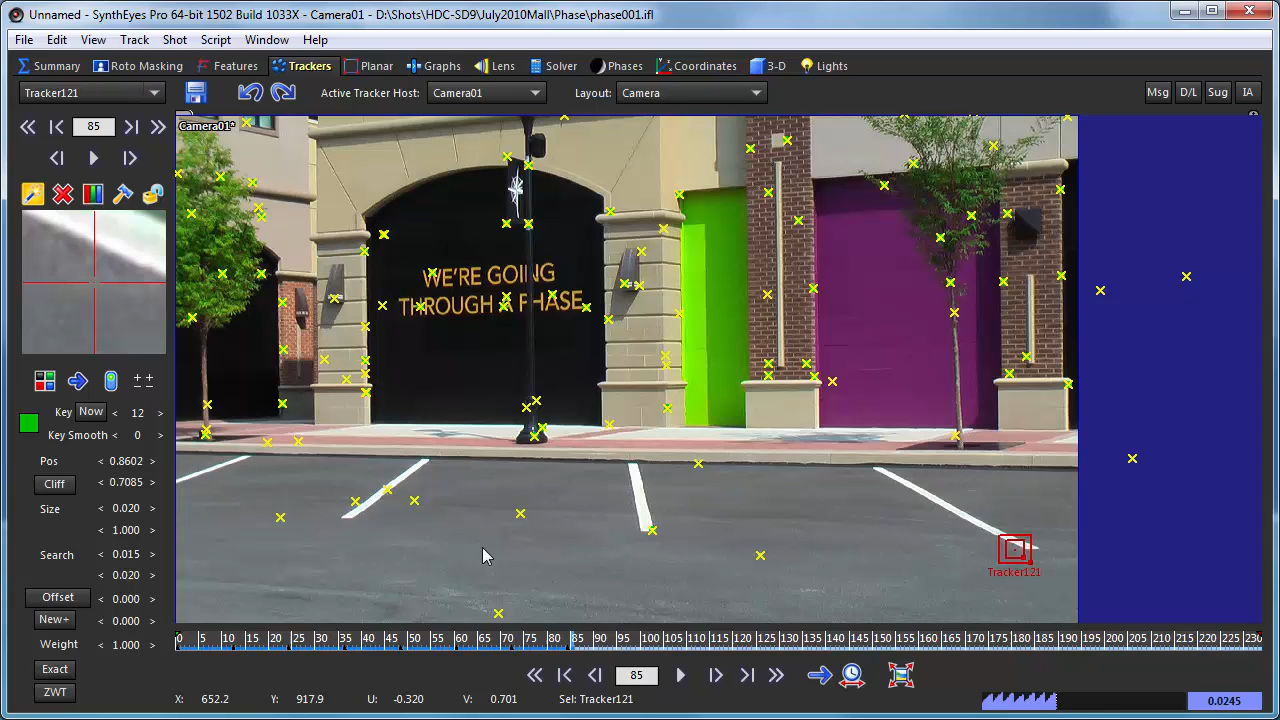 Unnamed - SynthEyes Pro 64-bit 1502 Build 1033X - Camera01 - D:\Shots\HDC-SD9\July2010Mall\Phase\phase001.ifl
File Edit View Track Shot Script Window Help
Summary Roto Masking Features Trackers Planar Graphs Lens Solver Phases Coordinates 3-D Lights
Tracker121 Active Tracker Host: Camera01 Layout: Camera Msg D/L Sug IA
85
Camera01*
WE'RE GOING
THROUGH A PHASE
Key Now < 12 >
Key Smooth < 0 >
Pos < 0.8602 >
Cliff < 0.7085 >
Size < 0.020 >
< 1.000 >
Search < 0.015 >
< 0.020 >
Offset < 0.000 >
New+ < 0.000 >
Weight < 1.000 >
Exact
ZWT
Tracker121
0 5 10 15 20 25 30 35 40 45 50 55 60 65 70 75 80 85 90 95 100 105 110 115 120 125 130 135 140 145 150 155 160 165 170 175 180 185 190 195 200 205 210 215 220 225 230
85
X: 652.2 Y: 917.9 U: -0.320 V: 0.701 Sel: Tracker121 0.0245